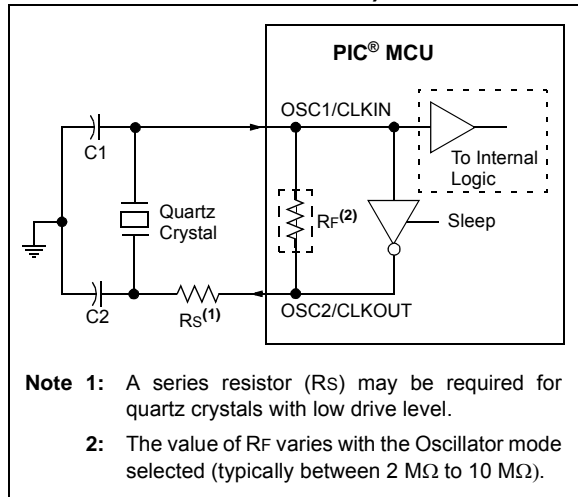 PIC® MCU
OSC1/CLKIN
C1
To Internal
Logic
Quartz
Crystal
RF(2)
Sleep
C2
RS(1)
OSC2/CLKOUT
Note 1: A series resistor (RS) may be required for
quartz crystals with low drive level.
2: The value of RF varies with the Oscillator mode
selected (typically between 2 MΩ to 10 MΩ).